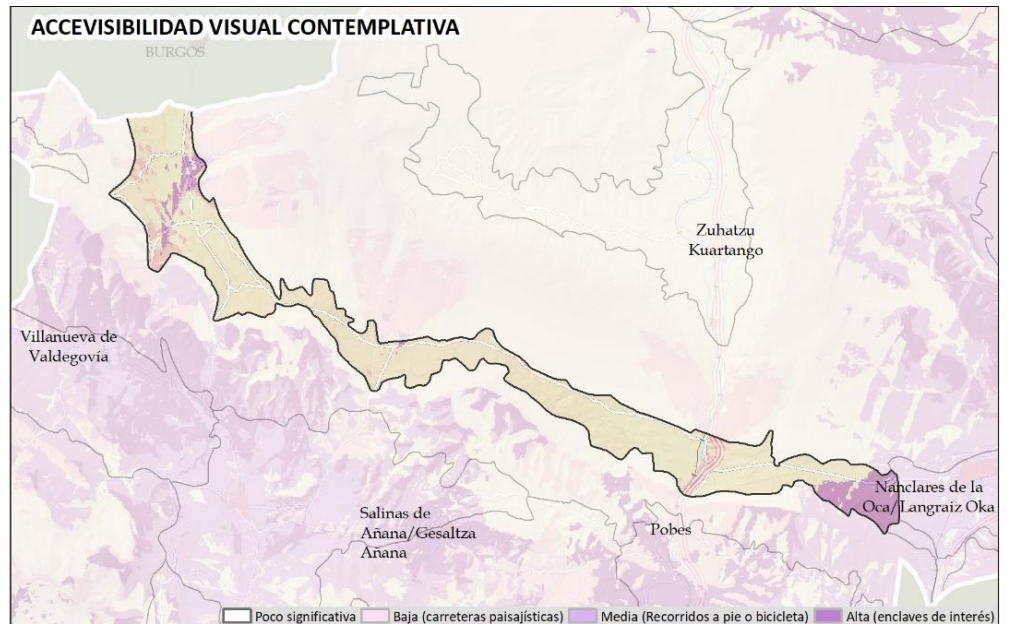 ACCEVISIBILIDAD VISUAL CONTEMPLATIVA
BURGOS
Zuhatzu
Kuartango
Villanueva de
Valdegovía
Nanclares de la
Oca/Langraiz Oka
Salinas de
Añana/Gesaltza
Añana
Pobes
Poco significativa
Baja (carreteras paisajísticas)
Media (Recorridos a pie o bicicleta)
Alta (enclaves de interés)